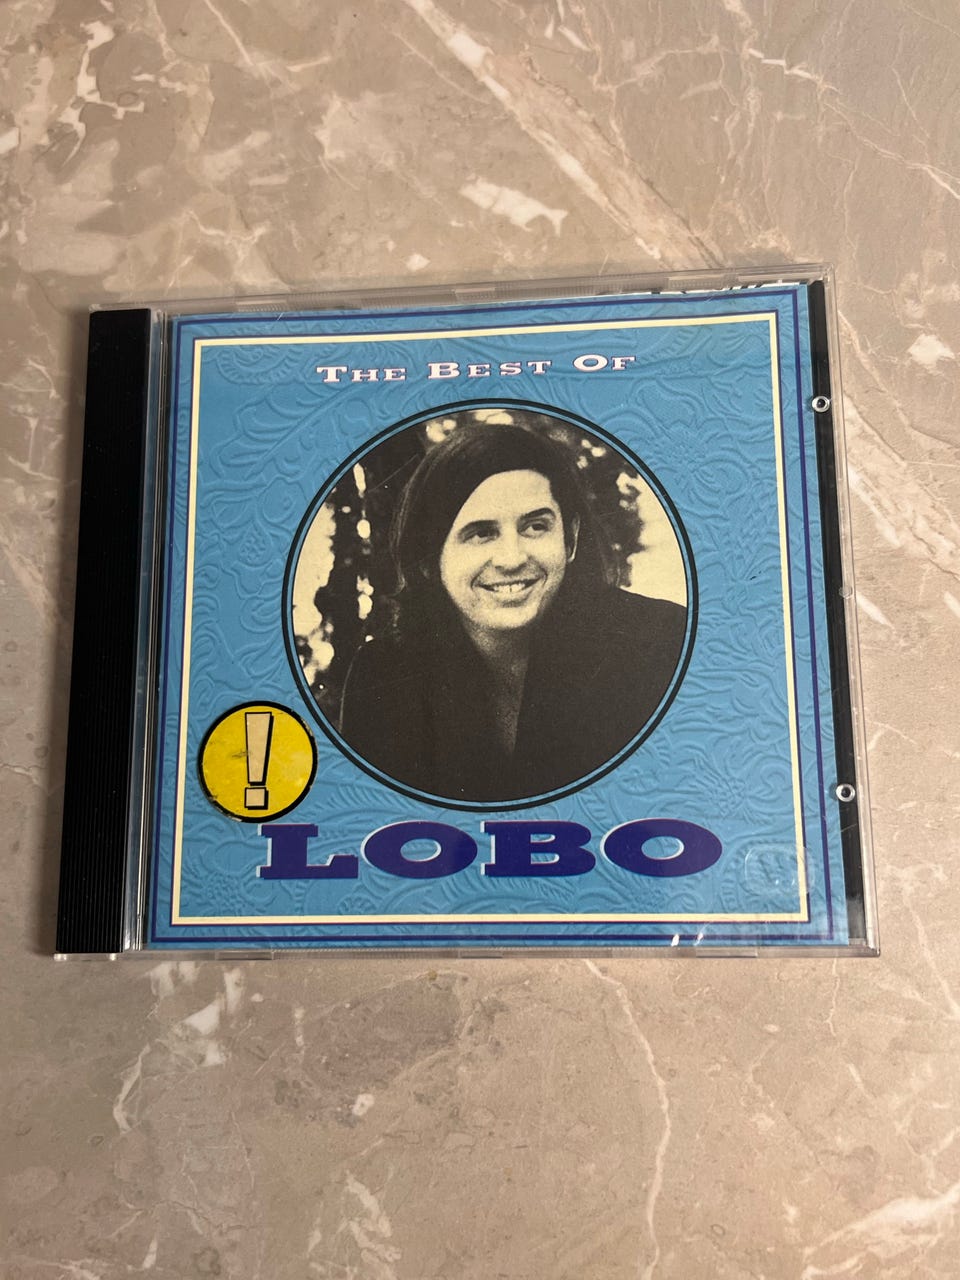 THE BEST OF
!
LOBO